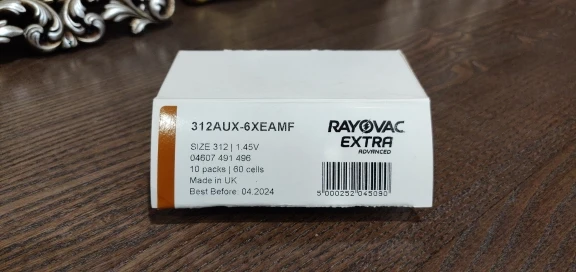 312AUX-6XEAMF
SIZE 312 | 1.45V
04607 491 496
10 packs | 60 cells
Made in UK
Best Before 04.2024
RAYOVAC
EXTRA
ADVANCED
5 000252 045090